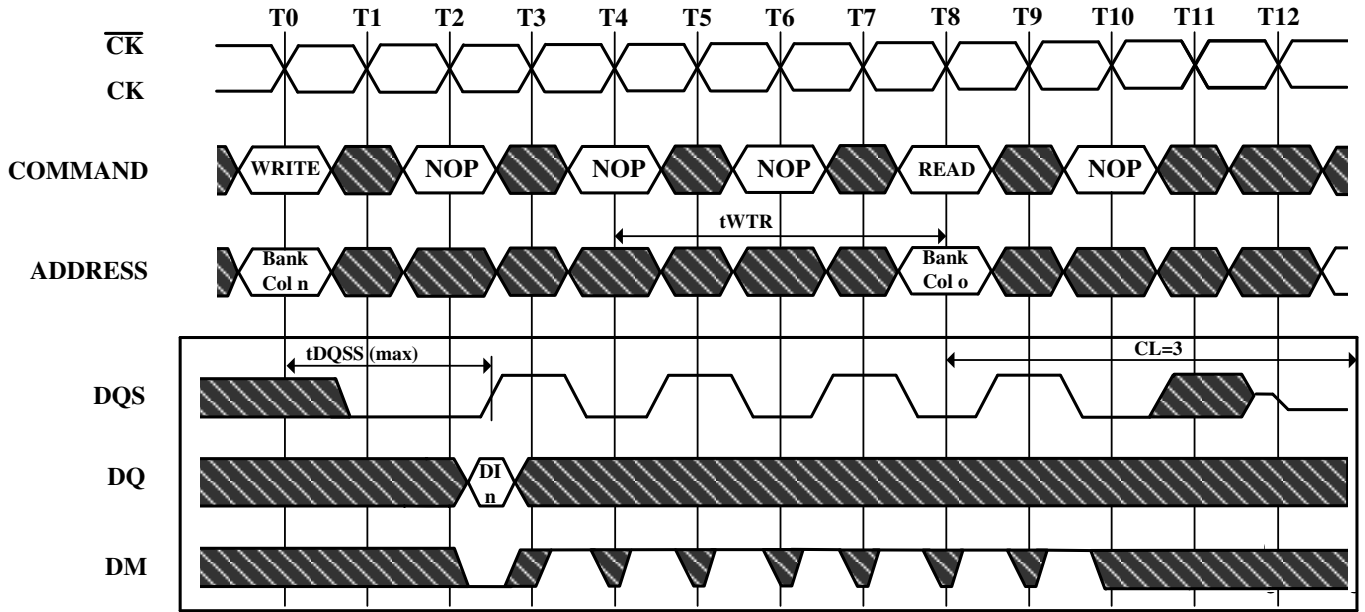 T0 T1 T2 T3 T4 T5 T6 T7 T8 T9 T10 T11 T12
CK
CK
COMMAND WRITE NOP NOP NOP READ NOP
tWTR
ADDRESS Bank Col n Bank Col o
tDQSS (max) CL=3
DQS
DQ DI n
DM